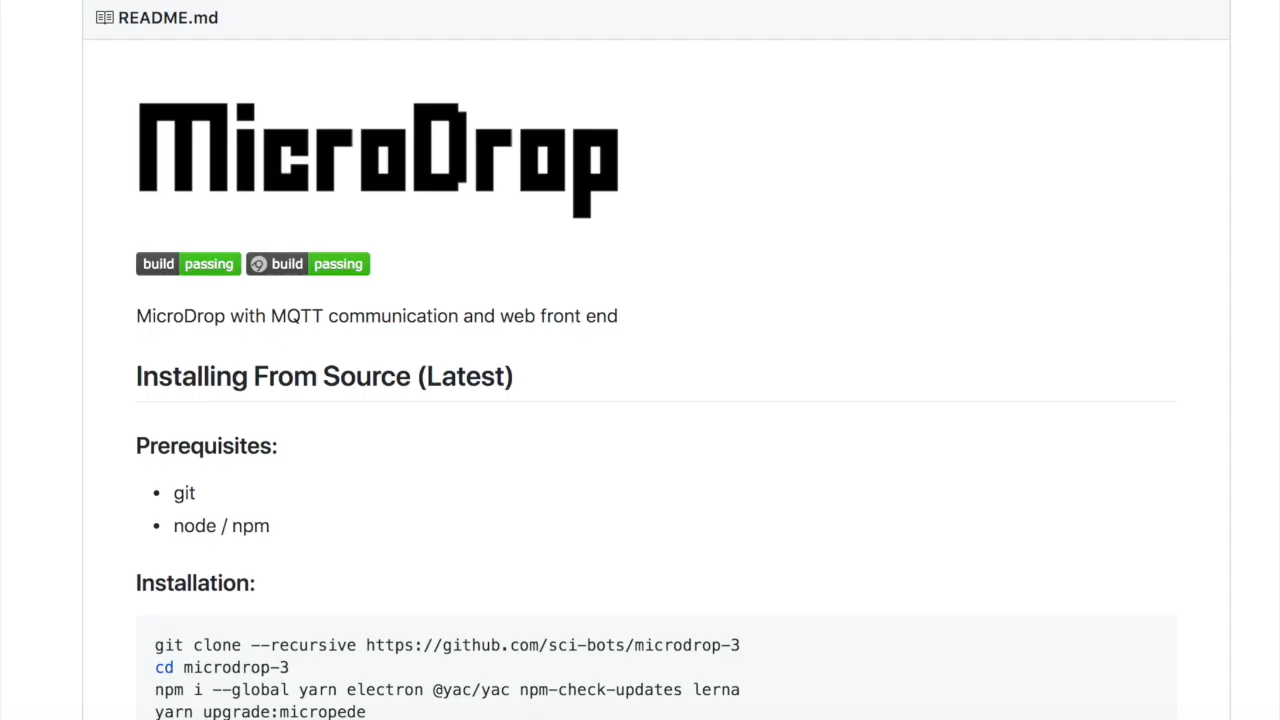 README.md
MicroDrop
build passing build passing
MicroDrop with MQTT communication and web front end
Installing From Source (Latest)
Prerequisites:
• git
• node / npm
Installation:
git clone --recursive https://github.com/sci-bots/microdrop-3
cd microdrop-3
npm i --global yarn electron @yac/yac npm-check-updates lerna
yarn upgrade:micropede